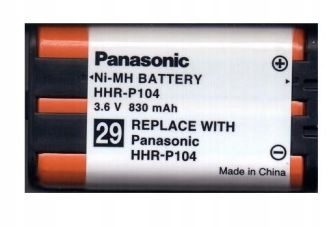 Panasonic
Ni-MH BATTERY
HHR-P104
3.6 V 830 mAh
29 REPLACE WITH
Panasonic
HHR-P104
Made in China